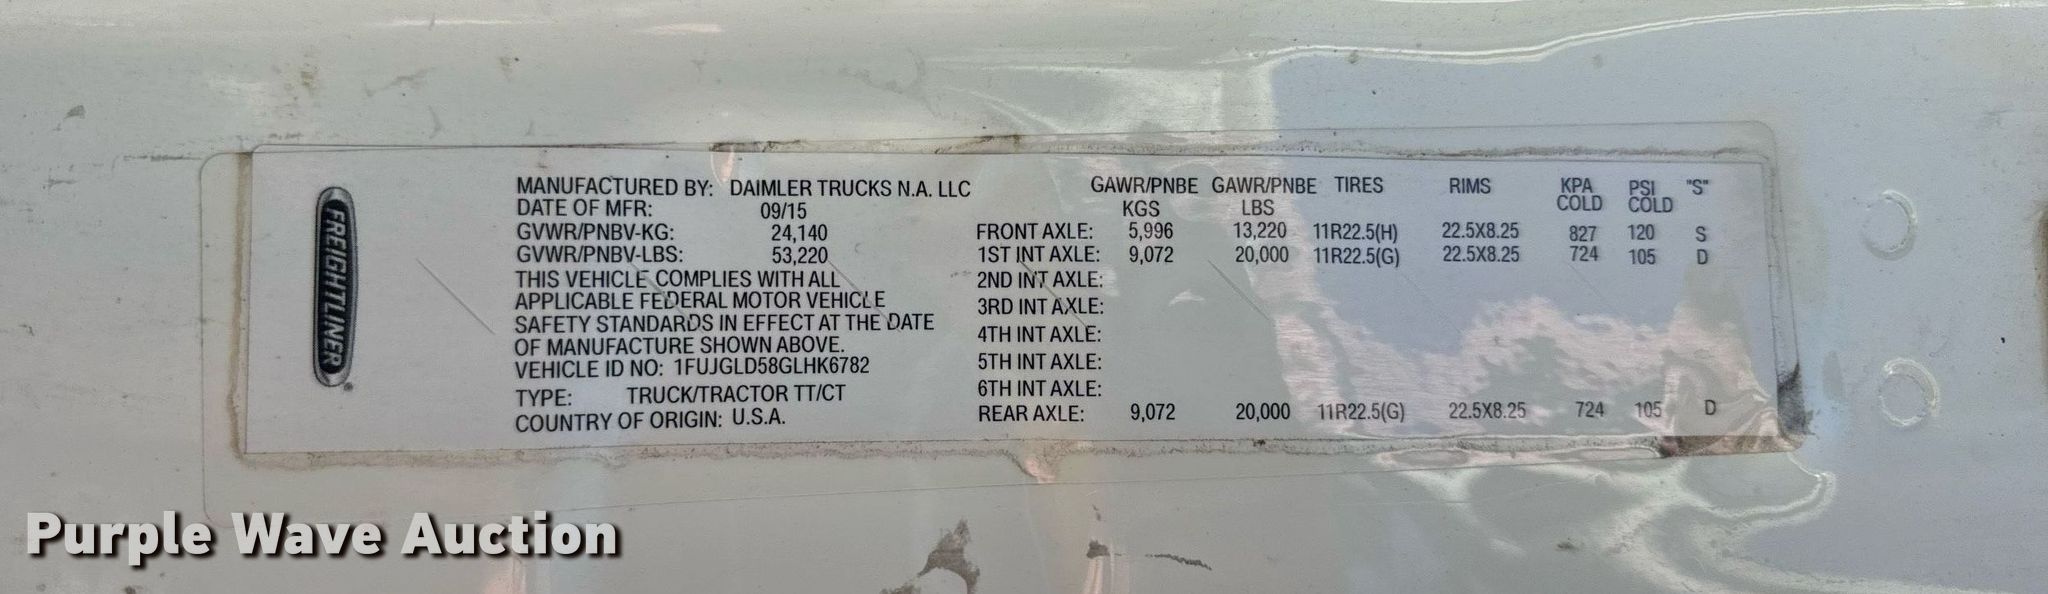 FREIGHTLINER
MANUFACTURED BY: DAIMLER TRUCKS N.A. LLC
DATE OF MFR: 09/15
GVWR/PNBV-KG: 24,140
GVWR/PNBV-LBS: 53,220
THIS VEHICLE COMPLIES WITH ALL
APPLICABLE FEDERAL MOTOR VEHICLE
SAFETY STANDARDS IN EFFECT AT THE DATE
OF MANUFACTURE SHOWN ABOVE.
VEHICLE ID NO: 1FUJGLD58GLHK6782
TYPE: TRUCK/TRACTOR TT/CT
COUNTRY OF ORIGIN: U.S.A.
GAWR/PNBE GAWR/PNBE TIRES RIMS KPA PSI "S"
KGS LBS COLD COLD
FRONT AXLE: 5,996 13,220 11R22.5(H) 22.5X8.25 827 120 S
1ST INT AXLE: 9,072 20,000 11R22.5(G) 22.5X8.25 724 105 D
2ND INT AXLE:
3RD INT AXLE:
4TH INT AXLE:
5TH INT AXLE:
6TH INT AXLE:
REAR AXLE: 9,072 20,000 11R22.5(G) 22.5X8.25 724 105 D
Purple Wave Auction